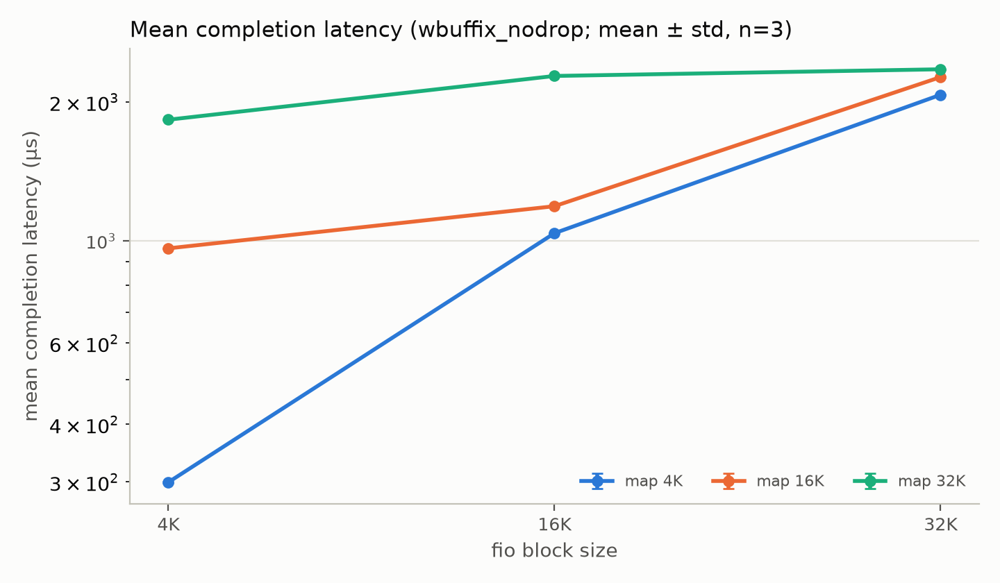 Mean completion latency (wbuffix_nodrop; mean ± std, n=3)
mean completion latency (µs)
2 × 10³
10³
6 × 10²
4 × 10²
3 × 10²
map 4K
map 16K
map 32K
4K
16K
32K
fio block size